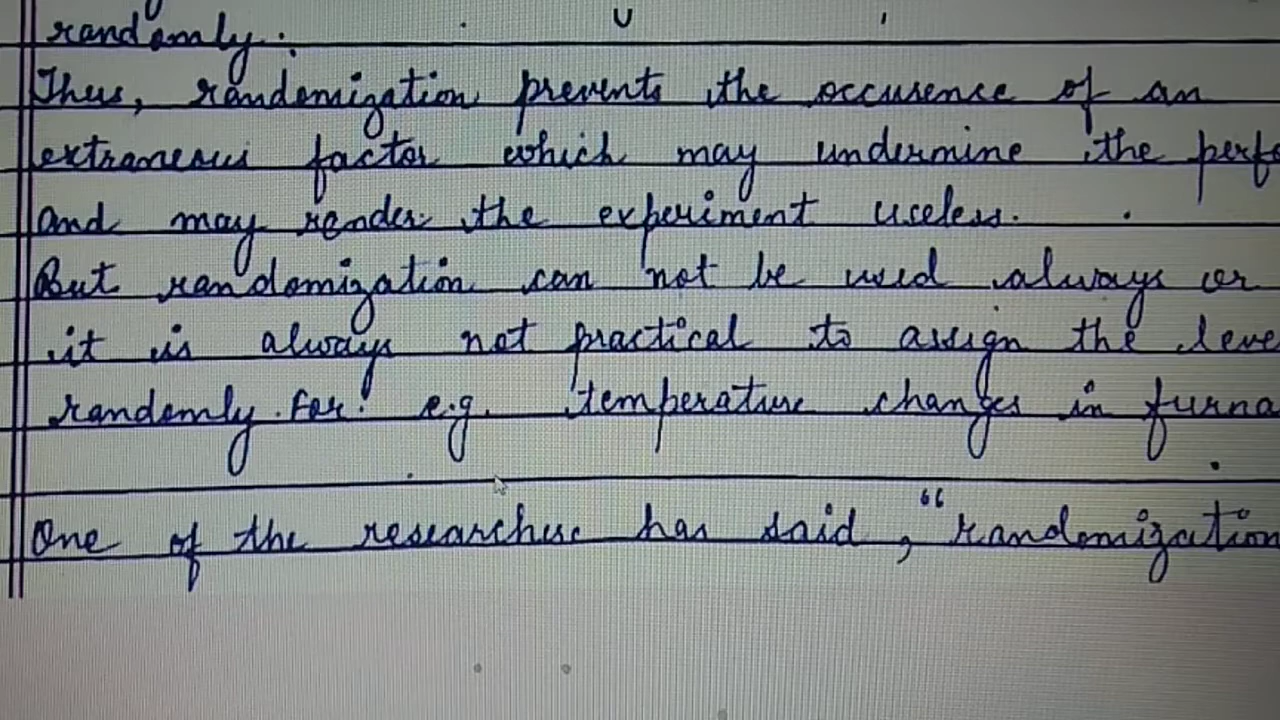 randomly.
Thus, randomization prevents the occurence of an
extraneous factor which may undermine the perf
and may render the experiment useless.
But randomization can not be used always or
it is always not practical to assign the leve
randomly. For e.g. temperature changes in furna
One of the researcher has said, "randomization